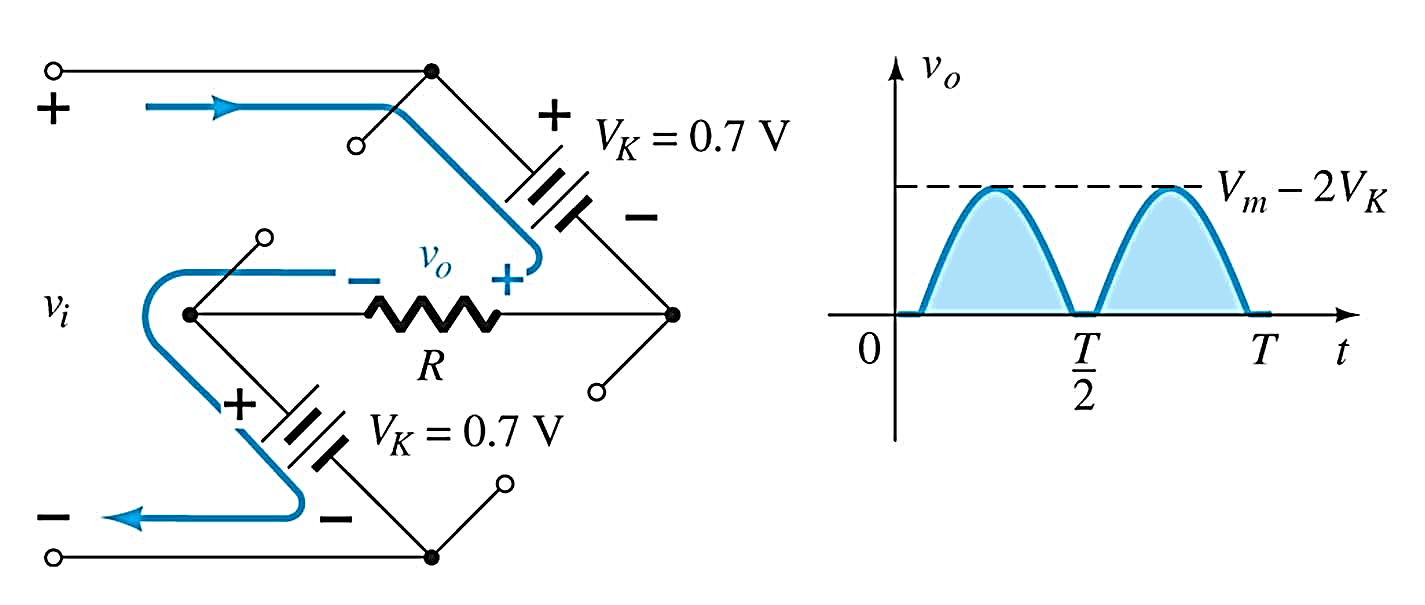 +
+
V_K = 0.7 V
−
v_o
−
+
v_i
R
+
V_K = 0.7 V
−
−
v_o
V_m − 2V_K
0
T/2
T
t